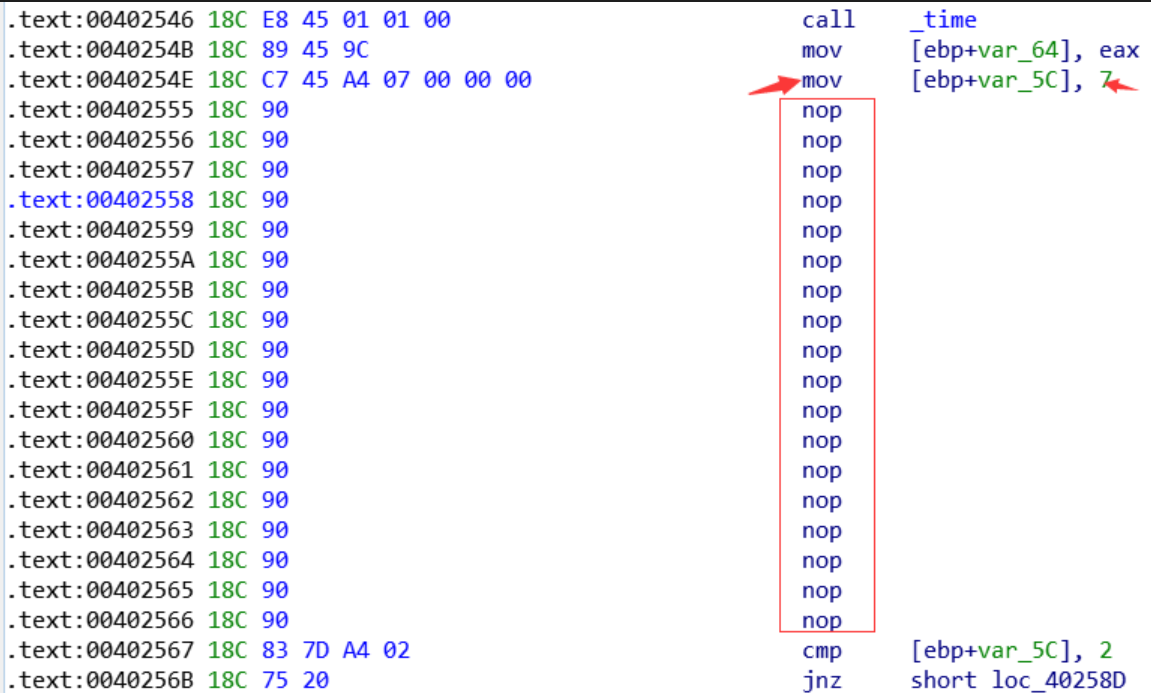 .text:00402546 18C E8 45 01 01 00 call _time
.text:0040254B 18C 89 45 9C mov [ebp+var_64], eax
.text:0040254E 18C C7 45 A4 07 00 00 00 mov [ebp+var_5C], 7
.text:00402555 18C 90 nop
.text:00402556 18C 90 nop
.text:00402557 18C 90 nop
.text:00402558 18C 90 nop
.text:00402559 18C 90 nop
.text:0040255A 18C 90 nop
.text:0040255B 18C 90 nop
.text:0040255C 18C 90 nop
.text:0040255D 18C 90 nop
.text:0040255E 18C 90 nop
.text:0040255F 18C 90 nop
.text:00402560 18C 90 nop
.text:00402561 18C 90 nop
.text:00402562 18C 90 nop
.text:00402563 18C 90 nop
.text:00402564 18C 90 nop
.text:00402565 18C 90 nop
.text:00402566 18C 90 nop
.text:00402567 18C 83 7D A4 02 cmp [ebp+var_5C], 2
.text:0040256B 18C 75 20 jnz short loc_40258D